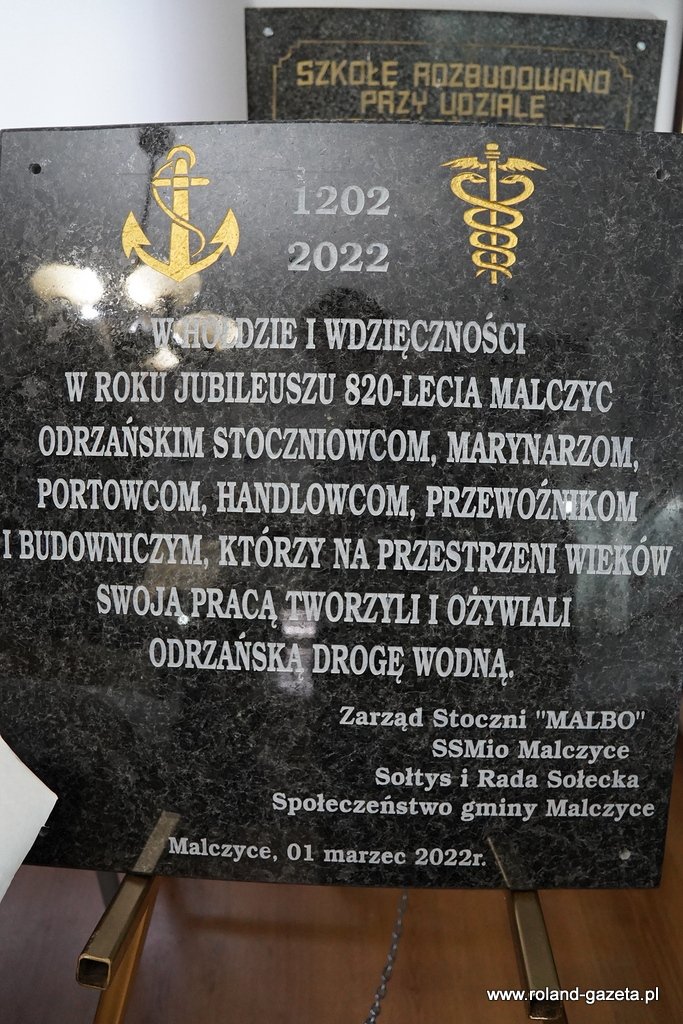 SZKOŁĘ ROZBUDOWANO
PRZY UDZIALE
1202
2022
W HOŁDZIE I WDZIĘCZNOŚCI
W ROKU JUBILEUSZU 820-LECIA MALCZYC
ODRZAŃSKIM STOCZNIOWCOM, MARYNARZOM,
PORTOWCOM, HANDLOWCOM, PRZEWOŹNIKOM
I BUDOWNICZYM, KTÓRZY NA PRZESTRZENI WIEKÓW
SWOJĄ PRACĄ TWORZYLI I OŻYWIALI
ODRZAŃSKĄ DROGĘ WODNĄ.
Zarząd Stoczni "MALBO"
SSMio Malczyce
Sołtys i Rada Sołecka
Społeczeństwo gminy Malczyce
Malczyce, 01 marzec 2022r.
www.roland-gazeta.pl